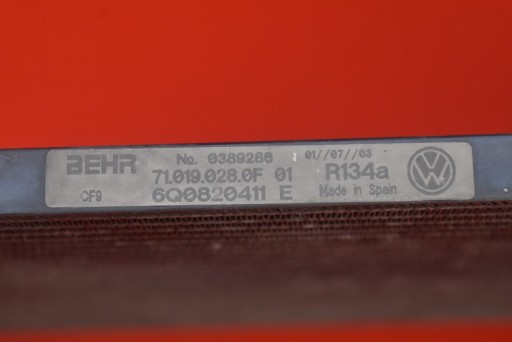 BEHR No. 0389286 01//07//03
71.019.028.0F 01 R134a
CF9 6Q0820411 E Made in Spain